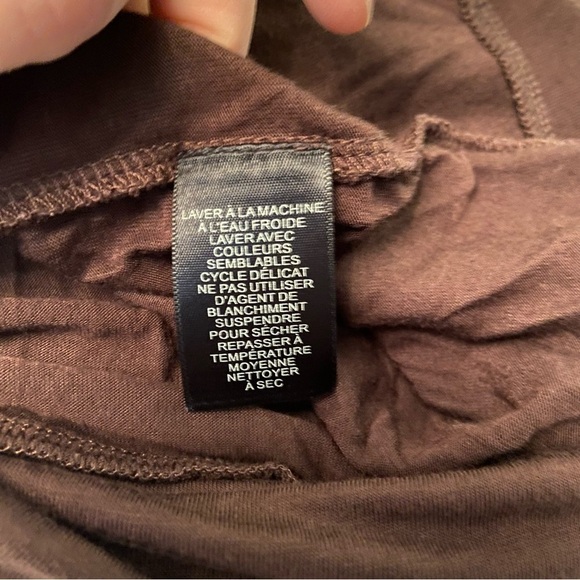 LAVER À LA MACHINE
À L'EAU FROIDE
LAVER AVEC
COULEURS
SEMBLABLES
CYCLE DÉLICAT
NE PAS UTILISER
D'AGENT DE
BLANCHIMENT
SUSPENDRE
POUR SÉCHER
REPASSER À
TEMPÉRATURE
MOYENNE
NETTOYER
À SEC